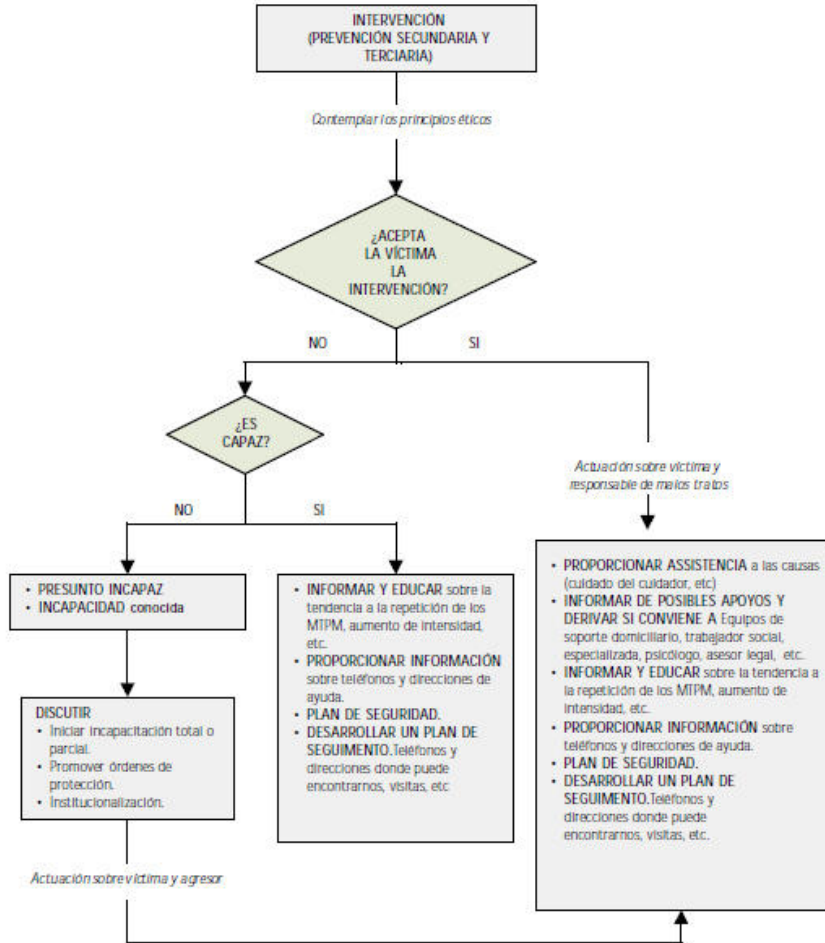 INTERVENCIÓN
(PREVENCIÓN SECUNDARIA Y
TERCIARIA)
Contemplar los principios éticos
¿ACEPTA
LA VÍCTIMA
LA
INTERVENCIÓN?
NO
SI
¿ES
CAPAZ?
Actuación sobre víctima y
responsable de malos tratos
NO
SI
• PRESUNTO INCAPAZ
• INCAPACIDAD conocida
• INFORMAR Y EDUCAR sobre la
tendencia a la repetición de los
MTPM, aumento de intensidad,
etc.
• PROPORCIONAR INFORMACIÓN
sobre teléfonos y direcciones de
ayuda.
• PLAN DE SEGURIDAD.
• DESARROLLAR UN PLAN DE
SEGUIMENTO.Teléfonos y
direcciones donde puede
encontrarnos, visitas, etc
• PROPORCIONAR ASSISTENCIA a las causas
(cuidado del cuidador, etc)
• INFORMAR DE POSIBLES APOYOS Y
DERIVAR SI CONVIENE A Equipos de
soporte domiciliario, trabajador social,
especializada, psicólogo, asesor legal, etc.
• INFORMAR Y EDUCAR sobre la tendencia a
la repetición de los MTPM, aumento de
intensidad, etc.
• PROPORCIONAR INFORMACIÓN sobre
teléfonos y direcciones de ayuda.
• PLAN DE SEGURIDAD.
• DESARROLLAR UN PLAN DE
SEGUIMENTO.Teléfonos y
direcciones donde puede
encontrarnos, visitas, etc.
DISCUTIR
• Iniciar incapacitación total o
parcial.
• Promover órdenes de
protección.
• Institucionalización.
Actuación sobre víctima y agresor